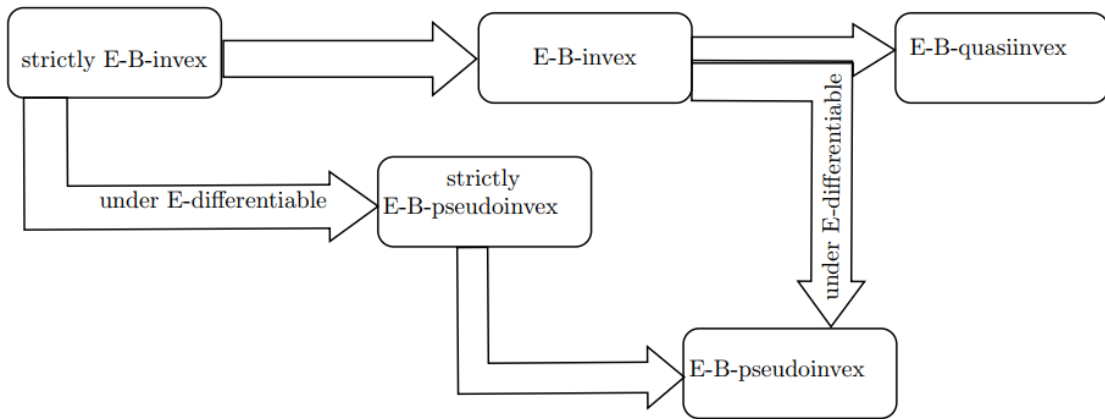 strictly E-B-invex
E-B-invex
E-B-quasiinvex
under E-differentiable
strictly
E-B-pseudoinvex
under E-differentiable
E-B-pseudoinvex